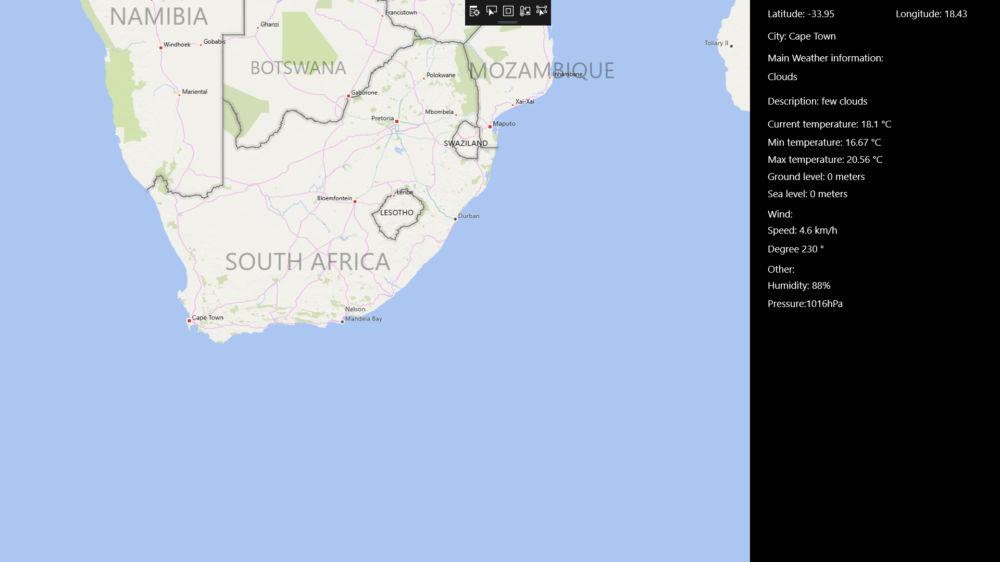 NAMIBIA
Francistown
Ghanzi
Gobabis
Windhoek
Toliary II
BOTSWANA
MOZAMBIQUE
Inhambane
Polokwane
Mariental
Gaborone
Xai-Xai
Mbombela
Pretoria
Maputo
SWAZILAND
Leribe
Bloemfontein
LESOTHO
Durban
SOUTH AFRICA
Nelson
Mandela Bay
Cape Town
Latitude: -33.95
Longitude: 18.43
City: Cape Town
Main Weather information:
Clouds
Description: few clouds
Current temperature: 18.1 °C
Min temperature: 16.67 °C
Max temperature: 20.56 °C
Ground level: 0 meters
Sea level: 0 meters
Wind:
Speed: 4.6 km/h
Degree 230 °
Other:
Humidity: 88%
Pressure:1016hPa